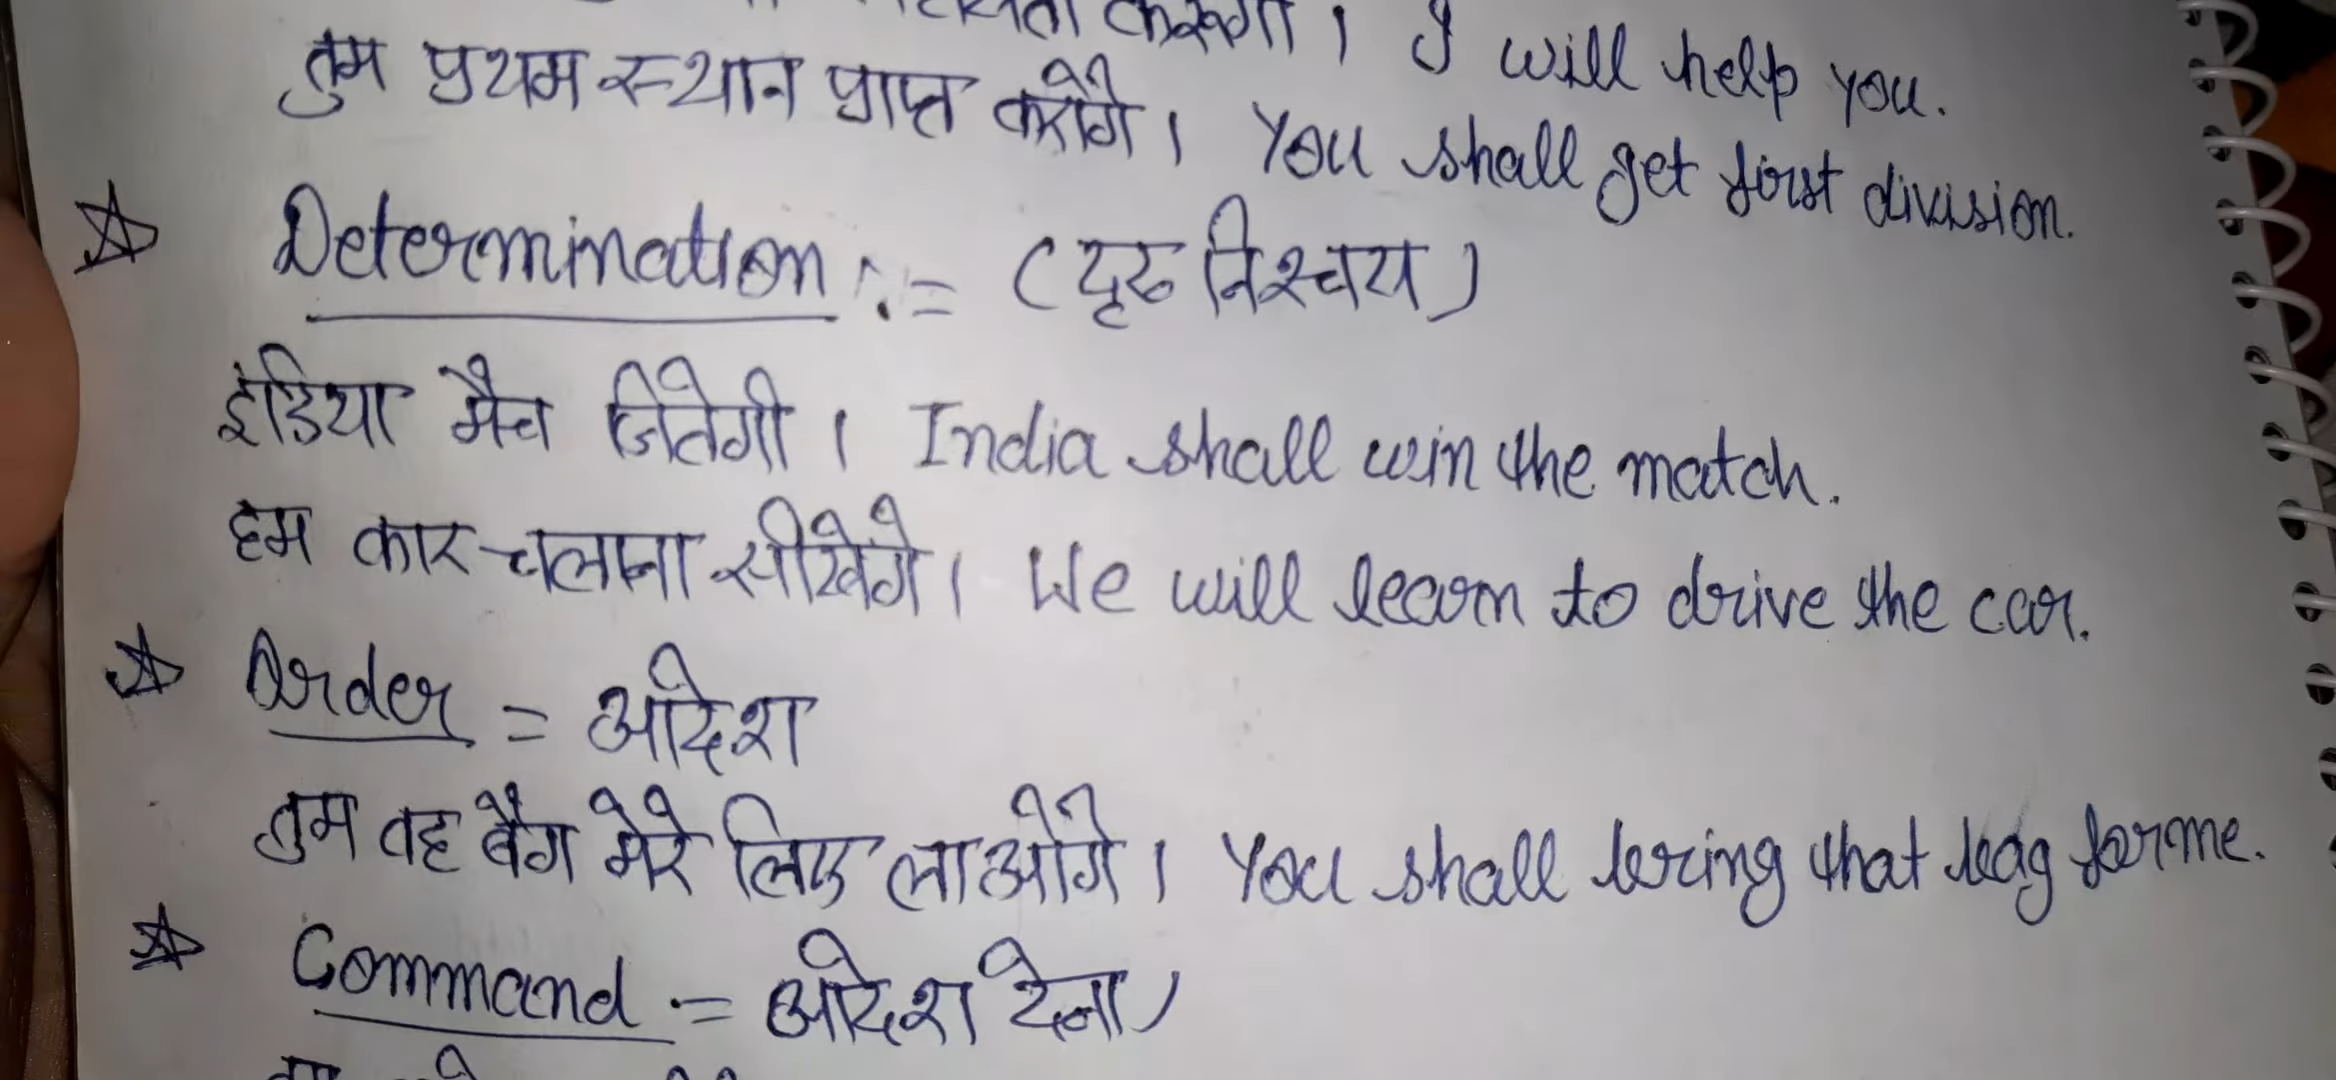 करूंगा । I will help you.
तुम प्रथम स्थान प्राप्त करोगे । You shall get first division.
Determination := (दृढ निश्चय)
इंडिया मैच जितेगी । India shall win the match.
हम कार चलाना सीखेगे । We will learn to drive the car.
Order = आदेश
तुम वह बैग मेरे लिए लाओगे । You shall bring that bag for me.
Command = आदेश देना)